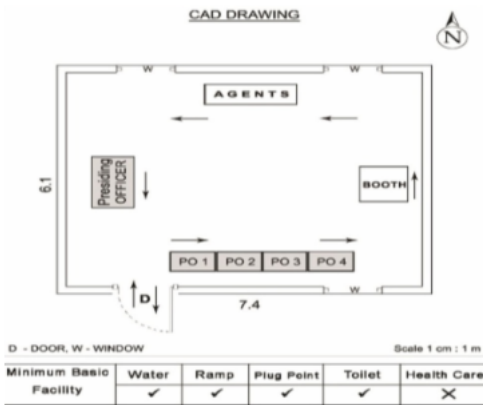 CAD DRAWING
N
W
W
AGENTS
Presiding
OFFICER
BOOTH
6.1
PO 1 PO 2 PO 3 PO 4
D
W
7.4
D - DOOR, W - WINDOW
Scale 1 cm : 1 m
Minimum Basic Facility Water Ramp Plug Point Toilet Health Care
✓ ✓ ✓ ✓ ✗